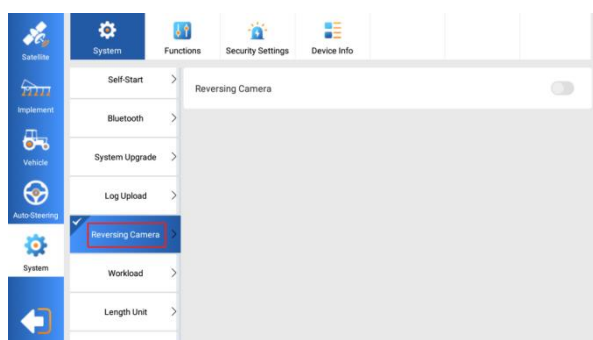 Satellite
Implement
Vehicle
Auto-Steering
System
System
Functions
Security Settings
Device Info
Self-Start
Bluetooth
System Upgrade
Log Upload
Reversing Camera
Workload
Length Unit
Reversing Camera